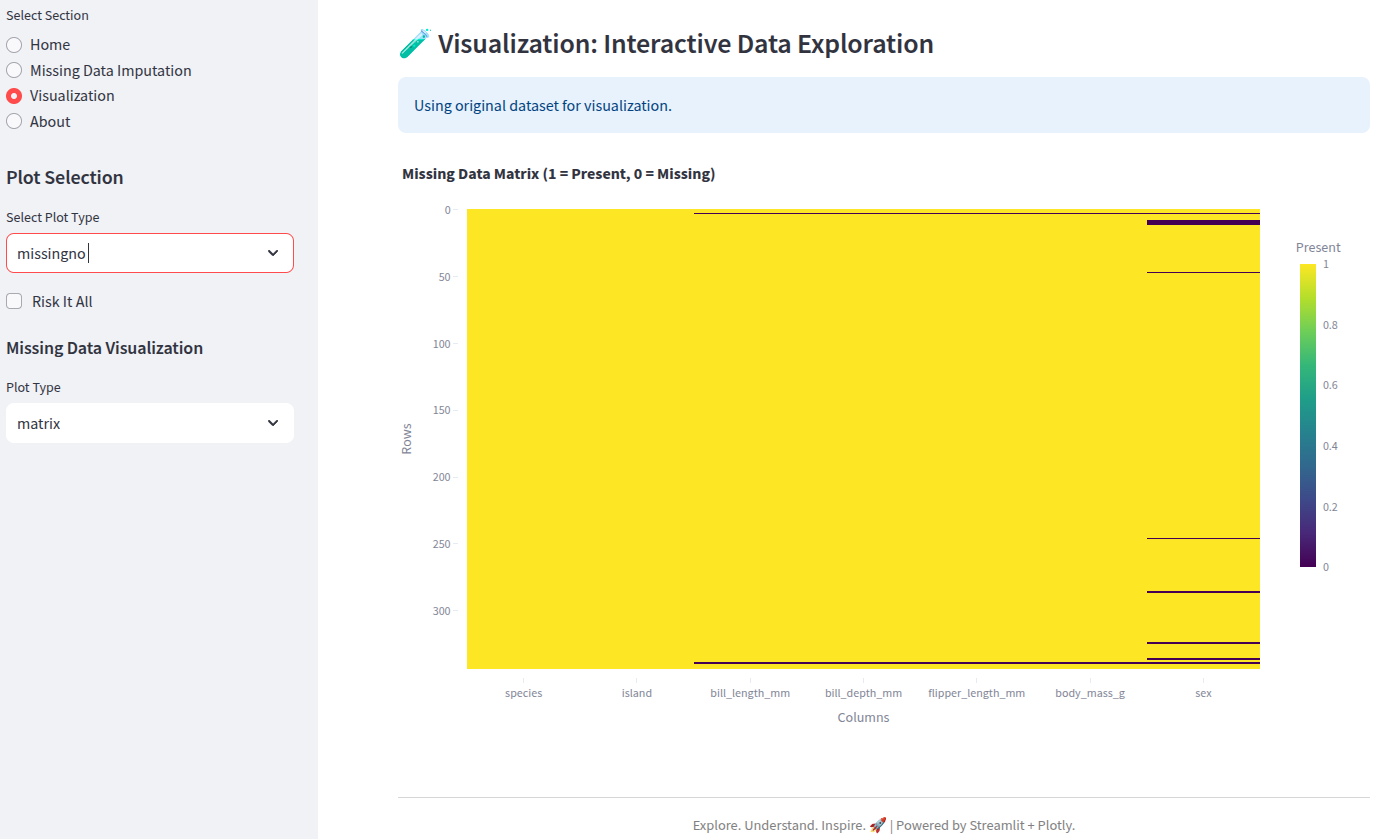 Select Section
Home
Missing Data Imputation
Visualization
About
Plot Selection
Select Plot Type
missingno
Risk It All
Missing Data Visualization
Plot Type
matrix
🧪 Visualization: Interactive Data Exploration
Using original dataset for visualization.
Missing Data Matrix (1 = Present, 0 = Missing)
0
50
100
150
200
250
300
Rows
species island bill_length_mm bill_depth_mm flipper_length_mm body_mass_g sex
Columns
Present
1
0.8
0.6
0.4
0.2
0
Explore. Understand. Inspire. 🚀 | Powered by Streamlit + Plotly.